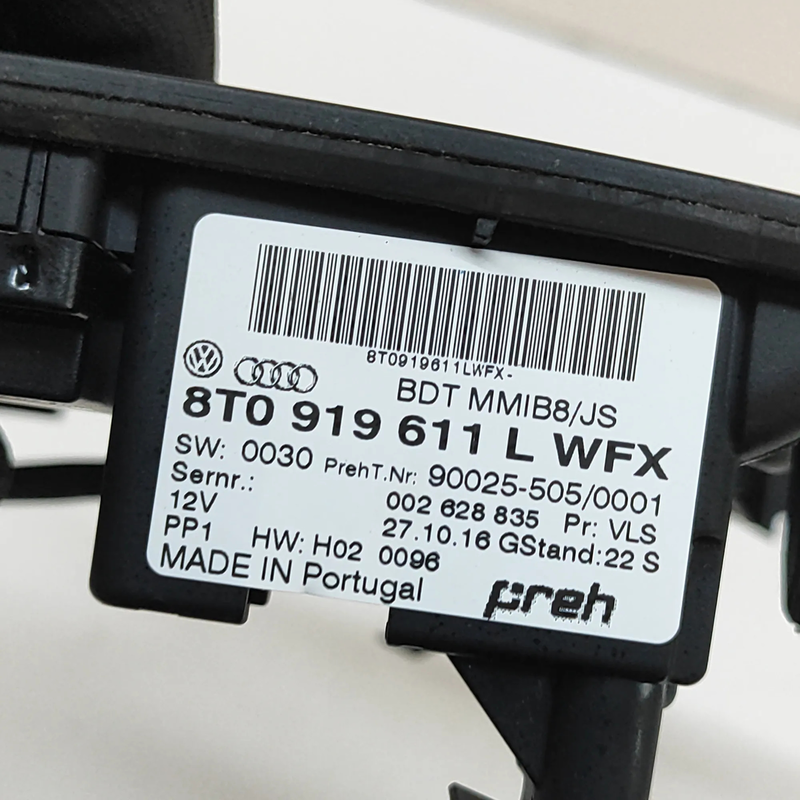 8T0919611LWFX-
BDT MMIB8/JS
8T0 919 611 L WFX
SW: 0030 PrehT.Nr: 90025-505/0001
Sernr.: 002 628 835 Pr: VLS
12V 27.10.16 GStand:22 S
PP1 HW: H02 0096
MADE IN Portugal
preh